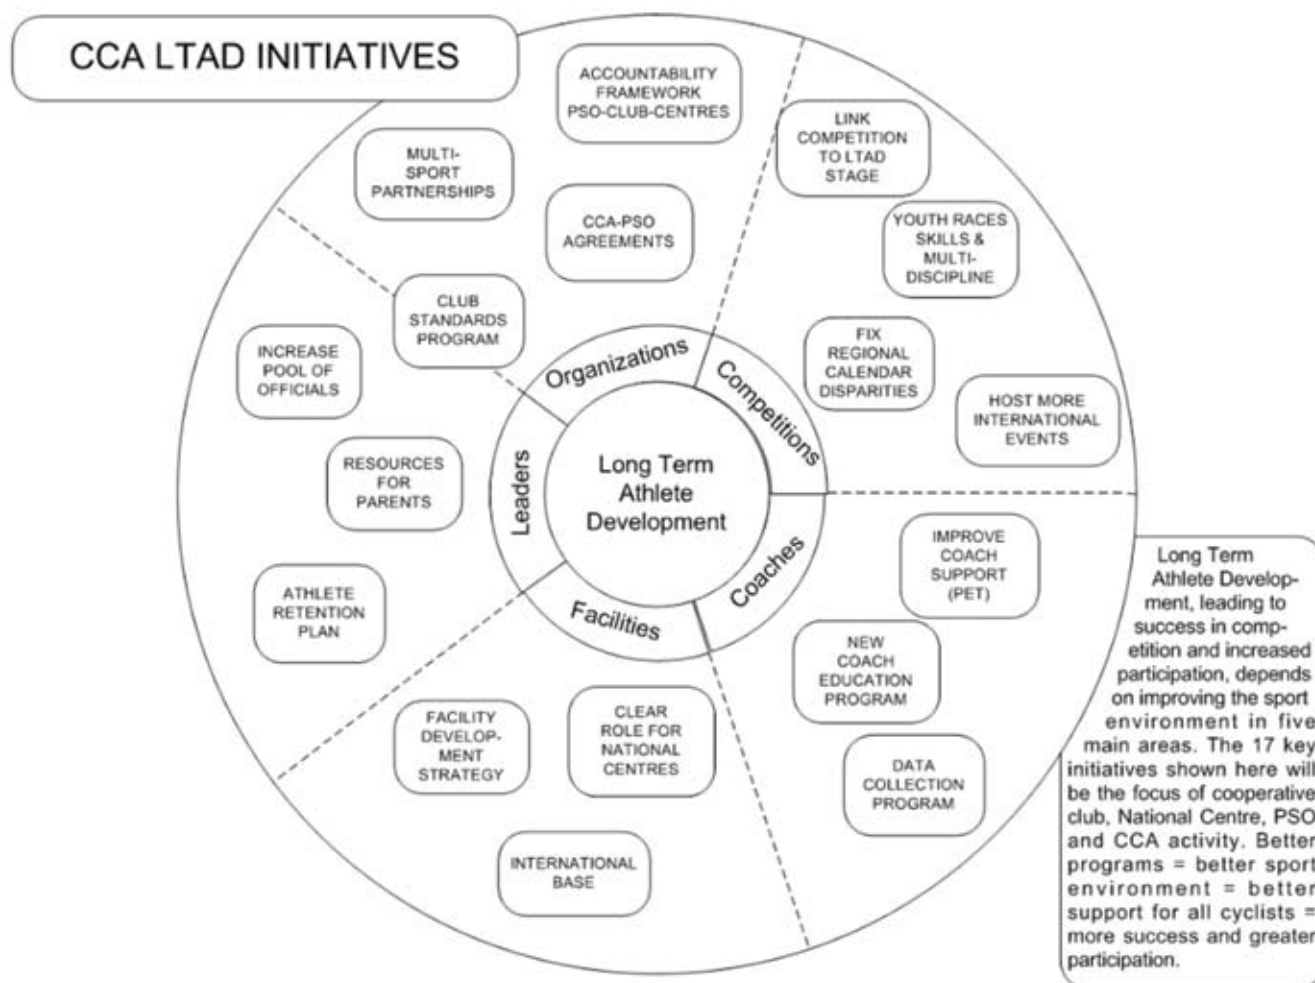 CCA LTAD INITIATIVES
ACCOUNTABILITY
FRAMEWORK
PSO-CLUB-CENTRES
MULTI-
SPORT
PARTNERSHIPS
CCA-PSO
AGREEMENTS
CLUB
STANDARDS
PROGRAM
LINK
COMPETITION
TO LTAD
STAGE
YOUTH RACES
SKILLS &
MULTI-
DISCIPLINE
FIX
REGIONAL
CALENDAR
DISPARITIES
HOST MORE
INTERNATIONAL
EVENTS
INCREASE
POOL OF
OFFICIALS
RESOURCES
FOR
PARENTS
ATHLETE
RETENTION
PLAN
Organizations
Competitions
Leaders
Coaches
Facilities
Long Term
Athlete
Development
IMPROVE
COACH
SUPPORT
(PET)
NEW
COACH
EDUCATION
PROGRAM
DATA
COLLECTION
PROGRAM
FACILITY
DEVELOP-
MENT
STRATEGY
CLEAR
ROLE FOR
NATIONAL
CENTRES
INTERNATIONAL
BASE
Long Term
Athlete Develop-
ment, leading to
success in comp-
etition and increased
participation, depends
on improving the sport
environment in five
main areas. The 17 key
initiatives shown here will
be the focus of cooperative
club, National Centre, PSO
and CCA activity. Better
programs = better sport
environment = better
support for all cyclists =
more success and greater
participation.